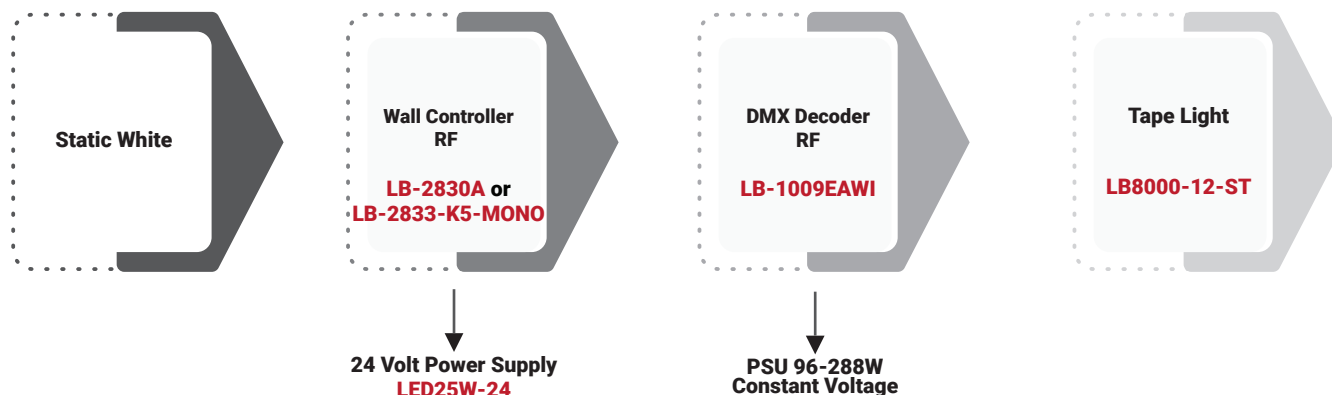 Static White
Wall Controller
RF
LB-2830A or
LB-2833-K5-MONO
24 Volt Power Supply
LED25W-24
DMX Decoder
RF
LB-1009EAWI
PSU 96-288W
Constant Voltage
Tape Light
LB8000-12-ST